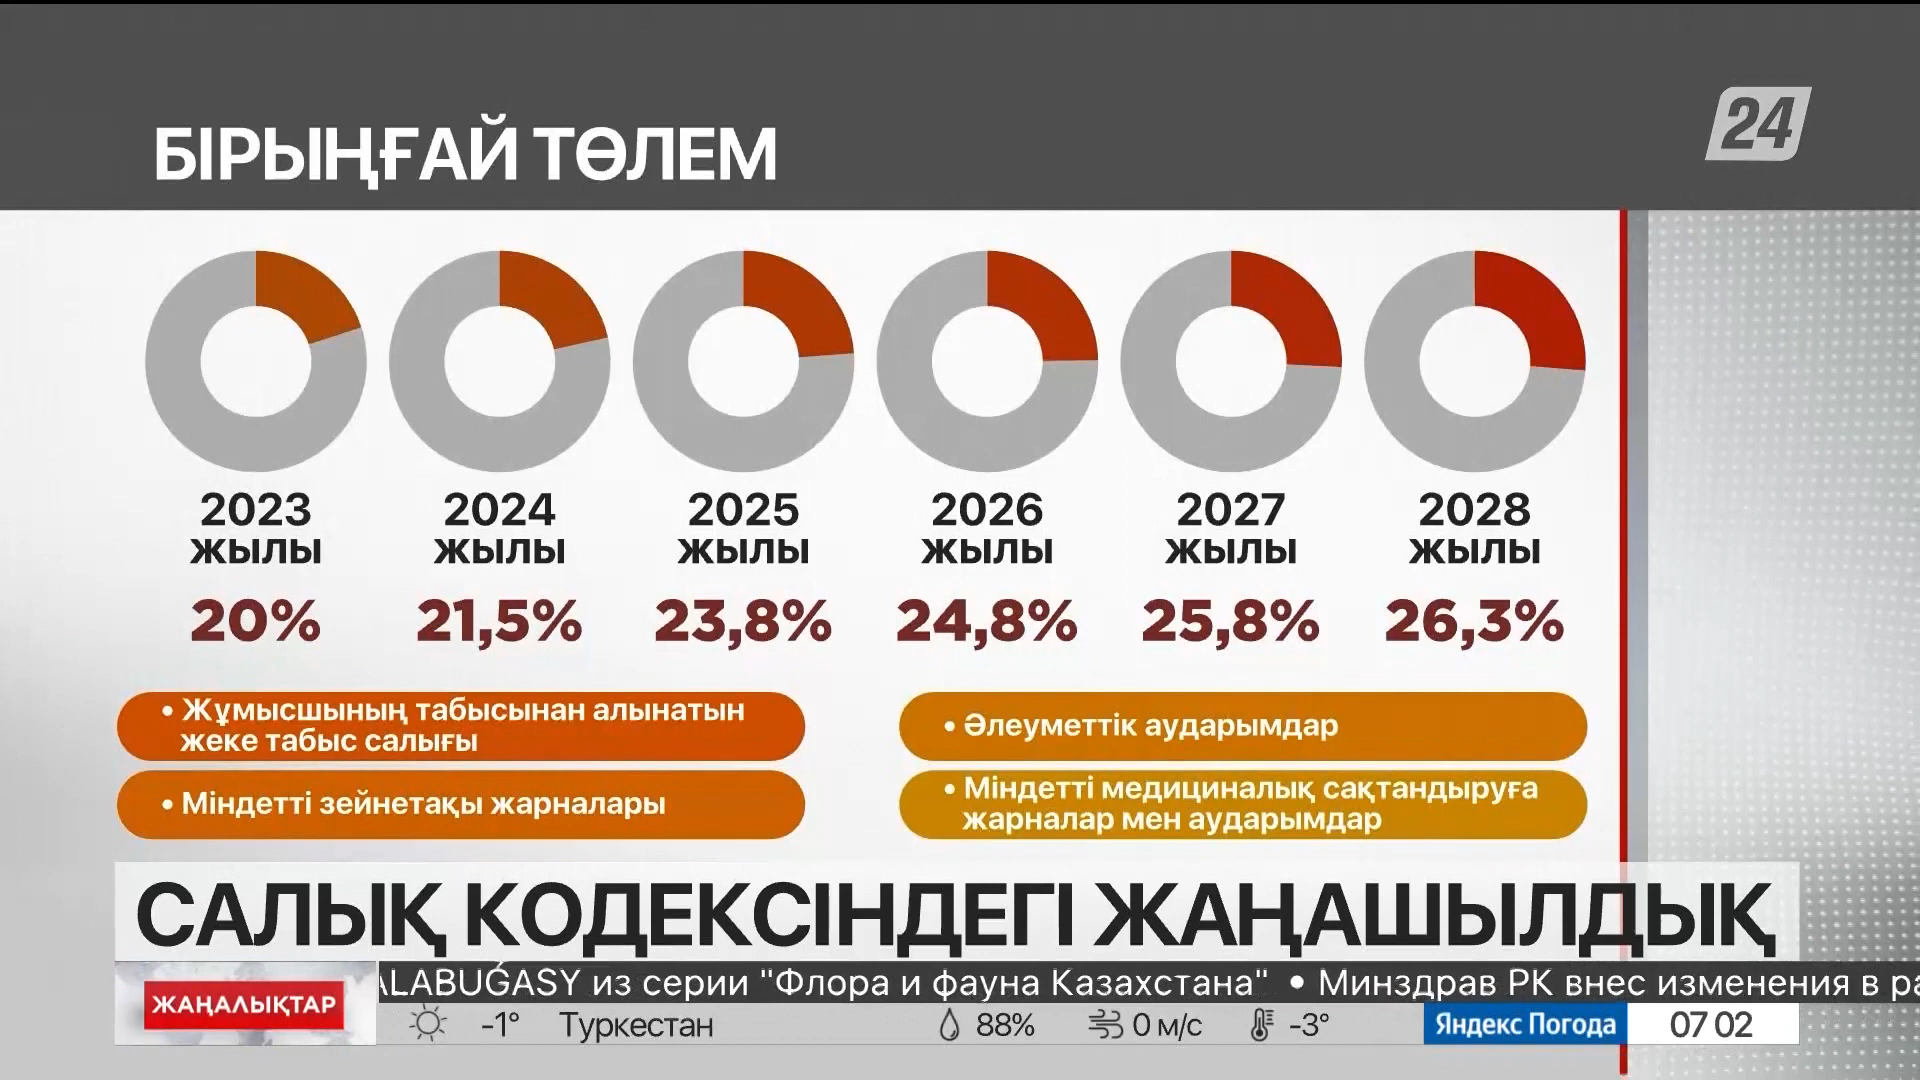 24
БІРЫҢҒАЙ ТӨЛЕМ
2023 жылы
20%
2024 жылы
21,5%
2025 жылы
23,8%
2026 жылы
24,8%
2027 жылы
25,8%
2028 жылы
26,3%
• Жұмысшының табысынан алынатын
жеке табыс салығы
• Міндетті зейнетақы жарналары
• Әлеуметтік аударымдар
• Міндетті медициналық сақтандыруға
жарналар мен аударымдар
САЛЫҚ КОДЕКСІНДЕГІ ЖАҢАШЫЛДЫҚ
ЖАҢАЛЫҚТАР
ALABUǴASY из серии "Флора и фауна Казахстана" • Минздрав РК внес изменения в ра
-1° Туркестан 88% 0 м/с -3° Яндекс Погода 07 02